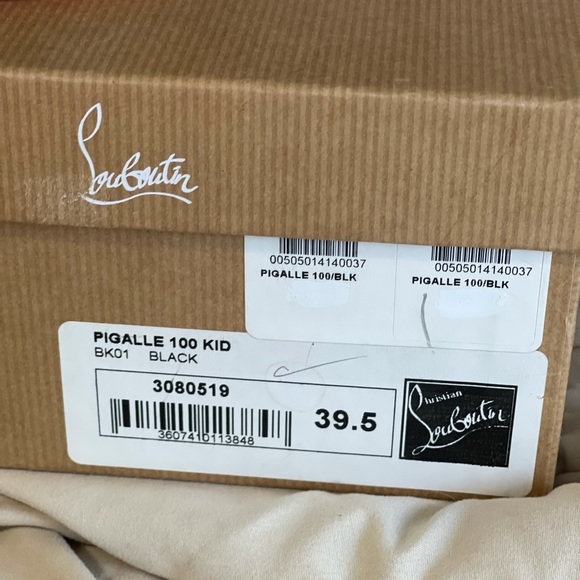 Louboutin
00505014140037
PIGALLE 100/BLK
00505014140037
PIGALLE 100/BLK
PIGALLE 100 KID
BK01 BLACK
3080519
3607410113848
39.5
Christian
Louboutin